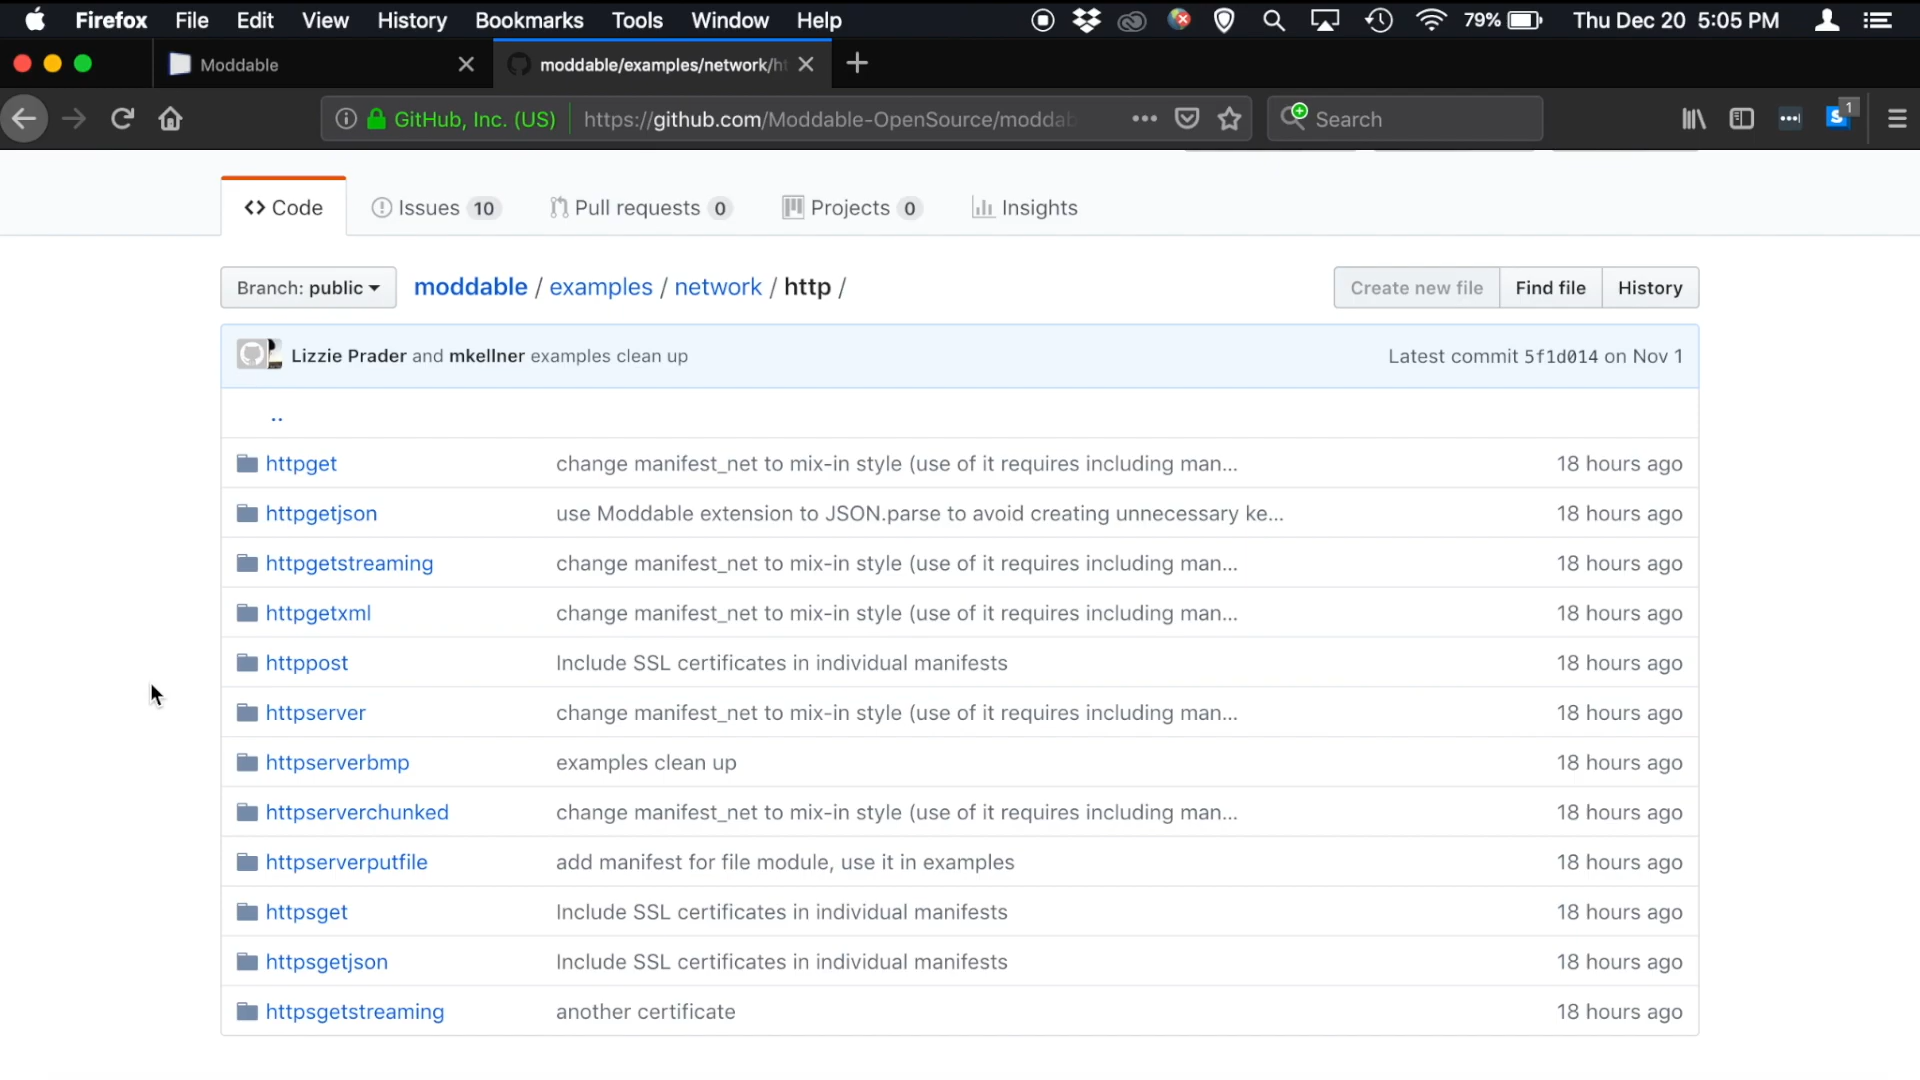 Firefox File Edit View History Bookmarks Tools Window Help 79% Thu Dec 20 5:05 PM
Moddable moddable/examples/network/ht
GitHub, Inc. (US) https://github.com/Moddable-OpenSource/moddab Search S 1
Code Issues 10 Pull requests 0 Projects 0 Insights
Branch: public moddable / examples / network / http / Create new file Find file History
Lizzie Prader and mkellner examples clean up Latest commit 5f1d014 on Nov 1
..
httpget change manifest_net to mix-in style (use of it requires including man... 18 hours ago
httpgetjson use Moddable extension to JSON.parse to avoid creating unnecessary ke... 18 hours ago
httpgetstreaming change manifest_net to mix-in style (use of it requires including man... 18 hours ago
httpgetxml change manifest_net to mix-in style (use of it requires including man... 18 hours ago
httppost Include SSL certificates in individual manifests 18 hours ago
httpserver change manifest_net to mix-in style (use of it requires including man... 18 hours ago
httpserverbmp examples clean up 18 hours ago
httpserverchunked change manifest_net to mix-in style (use of it requires including man... 18 hours ago
httpserverputfile add manifest for file module, use it in examples 18 hours ago
httpsget Include SSL certificates in individual manifests 18 hours ago
httpsgetjson Include SSL certificates in individual manifests 18 hours ago
httpsgetstreaming another certificate 18 hours ago